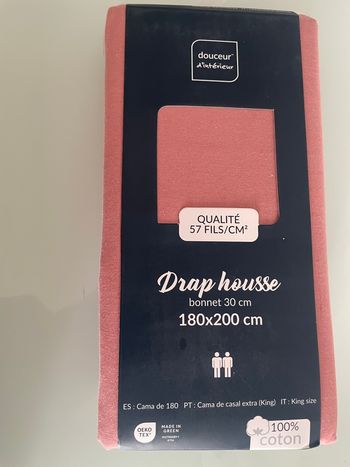 douceur
d'intérieur
QUALITÉ
57 FILS/CM²
Drap housse
bonnet 30 cm
180x200 cm
ES : Cama de 180 PT : Cama de casal extra (King) IT : King size
OEKO
TEX®
MADE IN
GREEN
100%
coton